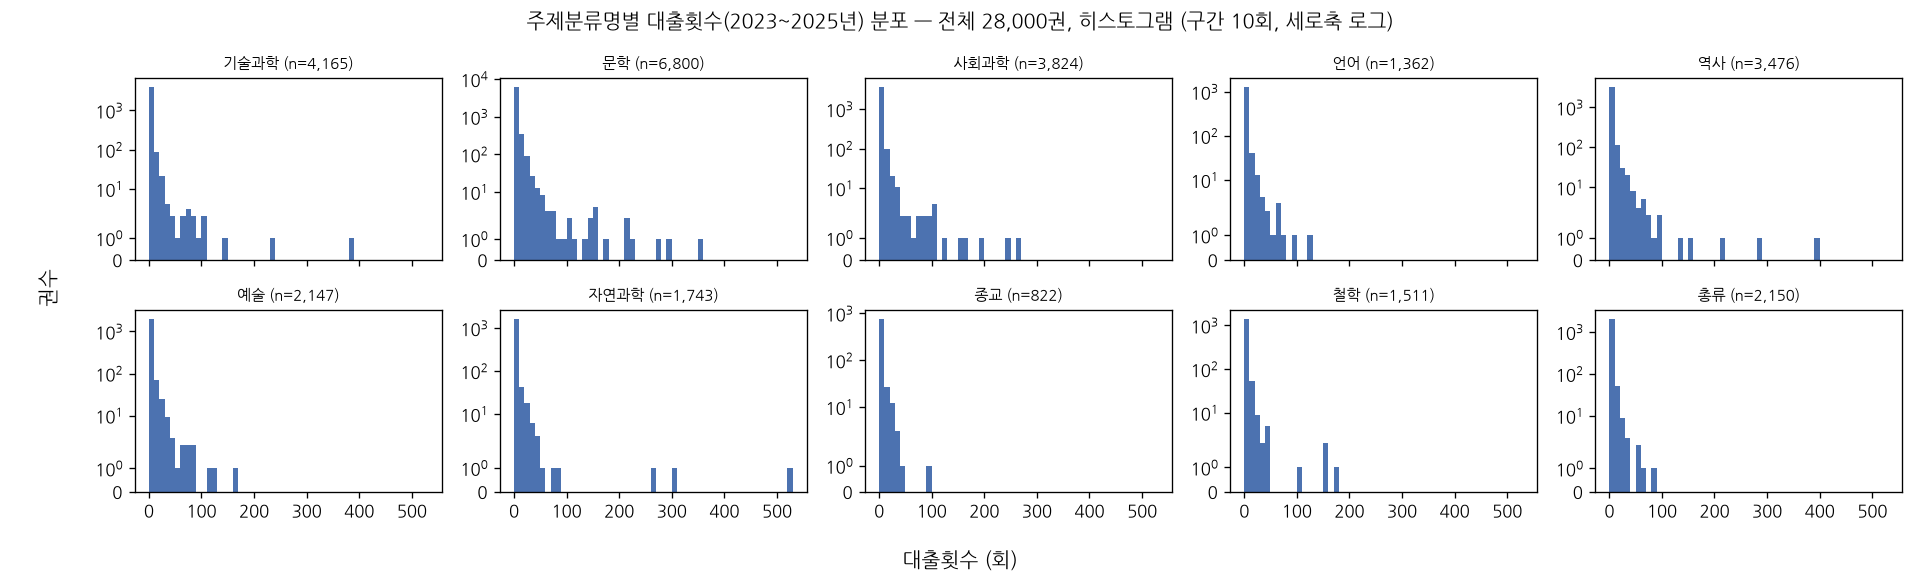 주제분류명별 대출횟수(2023~2025년) 분포 — 전체 28,000권, 히스토그램 (구간 10회, 세로축 로그)
기술과학 (n=4,165)
10³
10²
10¹
10⁰
0
문학 (n=6,800)
10⁴
10³
10²
10¹
10⁰
0
사회과학 (n=3,824)
10³
10²
10¹
10⁰
0
언어 (n=1,362)
10³
10²
10¹
10⁰
0
역사 (n=3,476)
10³
10²
10¹
10⁰
0
권수
예술 (n=2,147)
10³
10²
10¹
10⁰
0
0 100 200 300 400 500
자연과학 (n=1,743)
10³
10²
10¹
10⁰
0
0 100 200 300 400 500
종교 (n=822)
10³
10²
10¹
10⁰
0
0 100 200 300 400 500
철학 (n=1,511)
10³
10²
10¹
10⁰
0
0 100 200 300 400 500
총류 (n=2,150)
10³
10²
10¹
10⁰
0
0 100 200 300 400 500
대출횟수 (회)